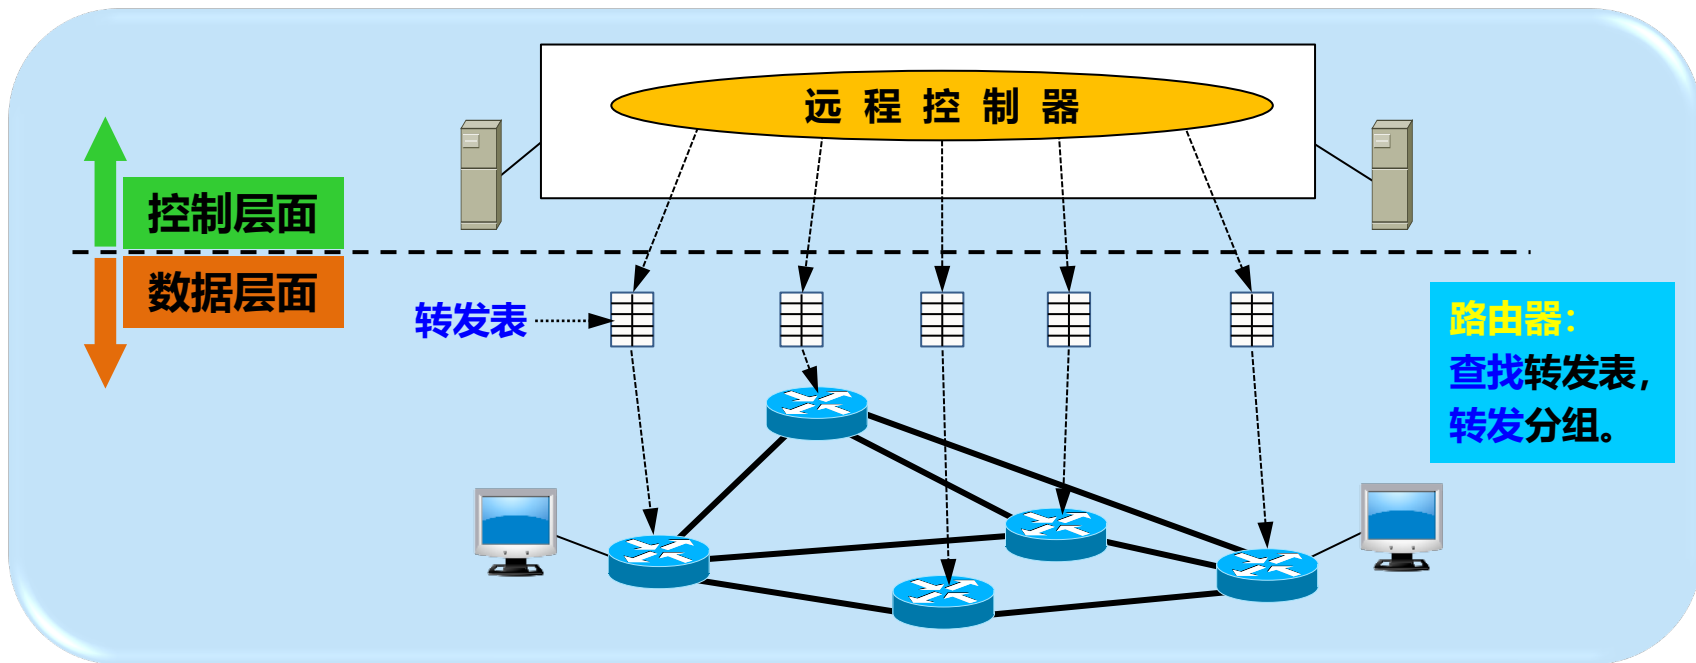 远程控制器
控制层面
数据层面
转发表
路由器：
查找转发表，
转发分组。